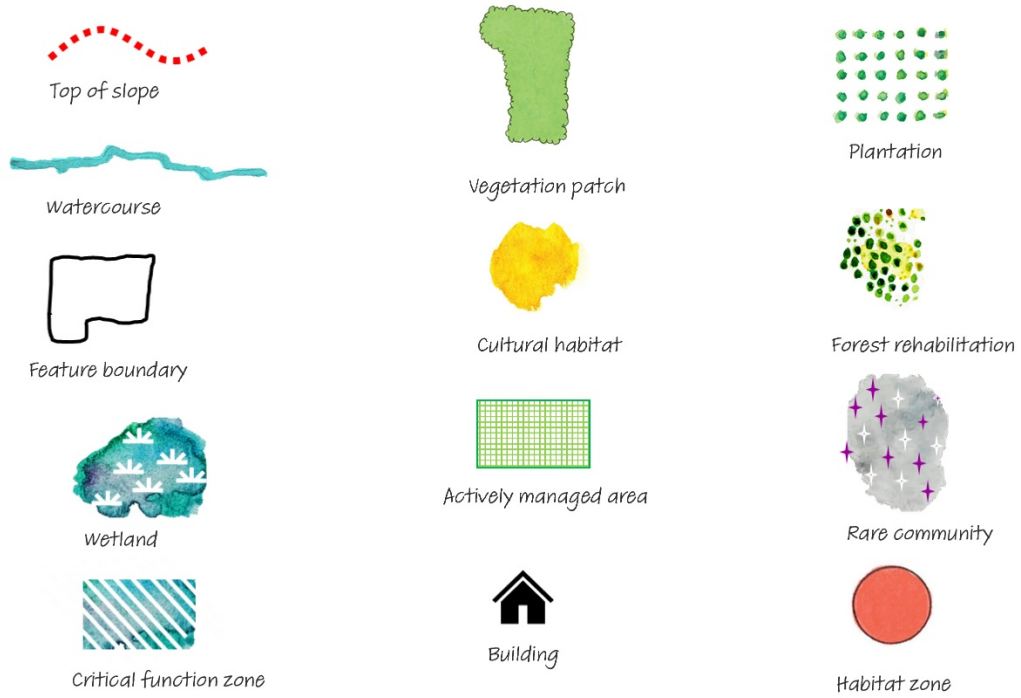 Top of slope
Watercourse
Feature boundary
Wetland
Critical function zone
Vegetation patch
Cultural habitat
Actively managed area
Building
Plantation
Forest rehabilitation
Rare community
Habitat zone